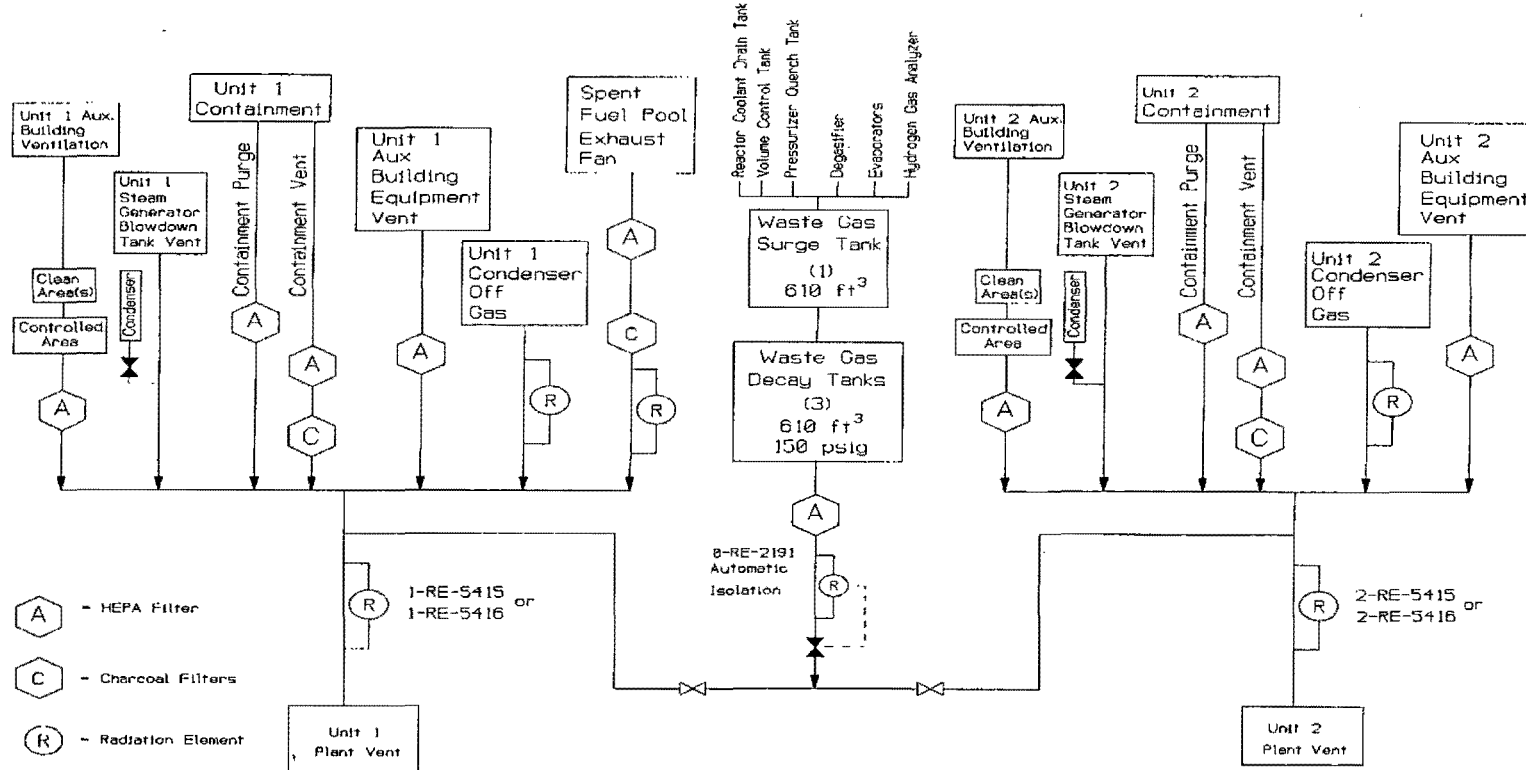 Unit 1 Aux.
Building
Ventilation
Clean
Area(s)
Controlled
Area
A
Condenser
Unit 1
Steam
Generator
Blowdown
Tank Vent
Unit 1
Containment
Containment Purge
Containment Vent
A
A
C
Unit 1
Aux
Building
Equipment
Vent
A
Unit 1
Condenser
Off
Gas
R
Spent
Fuel Pool
Exhaust
Fan
A
C
R
Reactor Coolant Drain Tank
Volume Control Tank
Pressurizer Quench Tank
Degasifier
Evaporators
Hydrogen Gas Analyzer
Waste Gas
Surge Tank
(1)
610 ft³
Waste Gas
Decay Tanks
(3)
610 ft³
150 psig
A
0-RE-2191
Automatic
Isolation
R
Unit 2 Aux.
Building
Ventilation
Clean
Area(s)
Controlled
Area
A
Condenser
Unit 2
Steam
Generator
Blowdown
Tank Vent
Unit 2
Containment
Containment Purge
Containment Vent
A
A
C
Unit 2
Condenser
Off
Gas
R
Unit 2
Aux
Building
Equipment
Vent
A
R
1-RE-5415 or
1-RE-5416
R
2-RE-5415 or
2-RE-5416
A - HEPA Filter
C - Charcoal Filters
R - Radiation Element
Unit 1
Plant Vent
Unit 2
Plant Vent